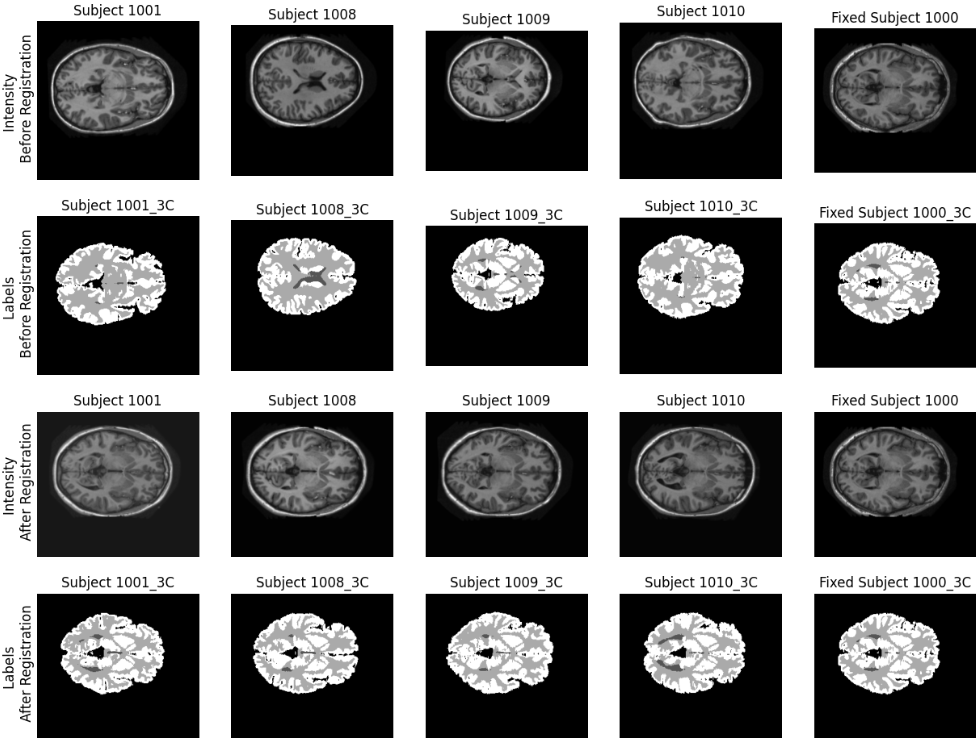 Intensity
Before Registration
Subject 1001
Subject 1008
Subject 1009
Subject 1010
Fixed Subject 1000
Labels
Before Registration
Subject 1001_3C
Subject 1008_3C
Subject 1009_3C
Subject 1010_3C
Fixed Subject 1000_3C
Intensity
After Registration
Subject 1001
Subject 1008
Subject 1009
Subject 1010
Fixed Subject 1000
Labels
After Registration
Subject 1001_3C
Subject 1008_3C
Subject 1009_3C
Subject 1010_3C
Fixed Subject 1000_3C